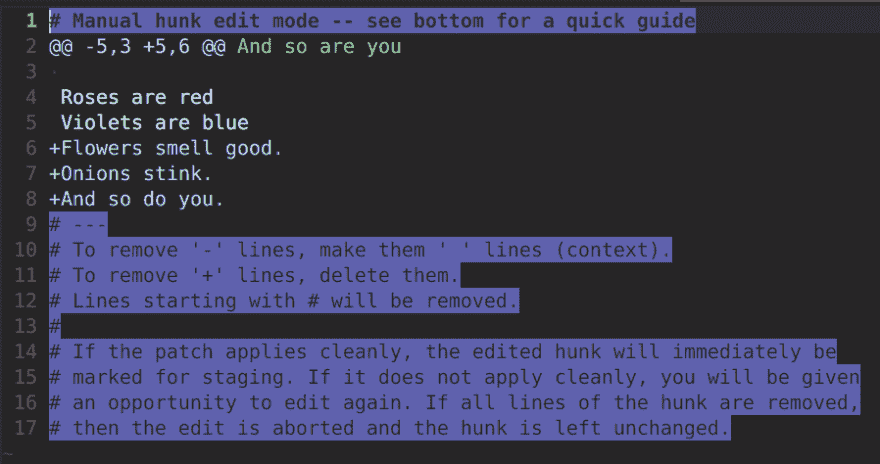 1 # Manual hunk edit mode -- see bottom for a quick guide
2 @@ -5,3 +5,6 @@ And so are you
3
4  Roses are red
5  Violets are blue
6 +Flowers smell good.
7 +Onions stink.
8 +And so do you.
9 # ---
10 # To remove '-' lines, make them ' ' lines (context).
11 # To remove '+' lines, delete them.
12 # Lines starting with # will be removed.
13 #
14 # If the patch applies cleanly, the edited hunk will immediately be
15 # marked for staging. If it does not apply cleanly, you will be given
16 # an opportunity to edit again. If all lines of the hunk are removed,
17 # then the edit is aborted and the hunk is left unchanged.
~